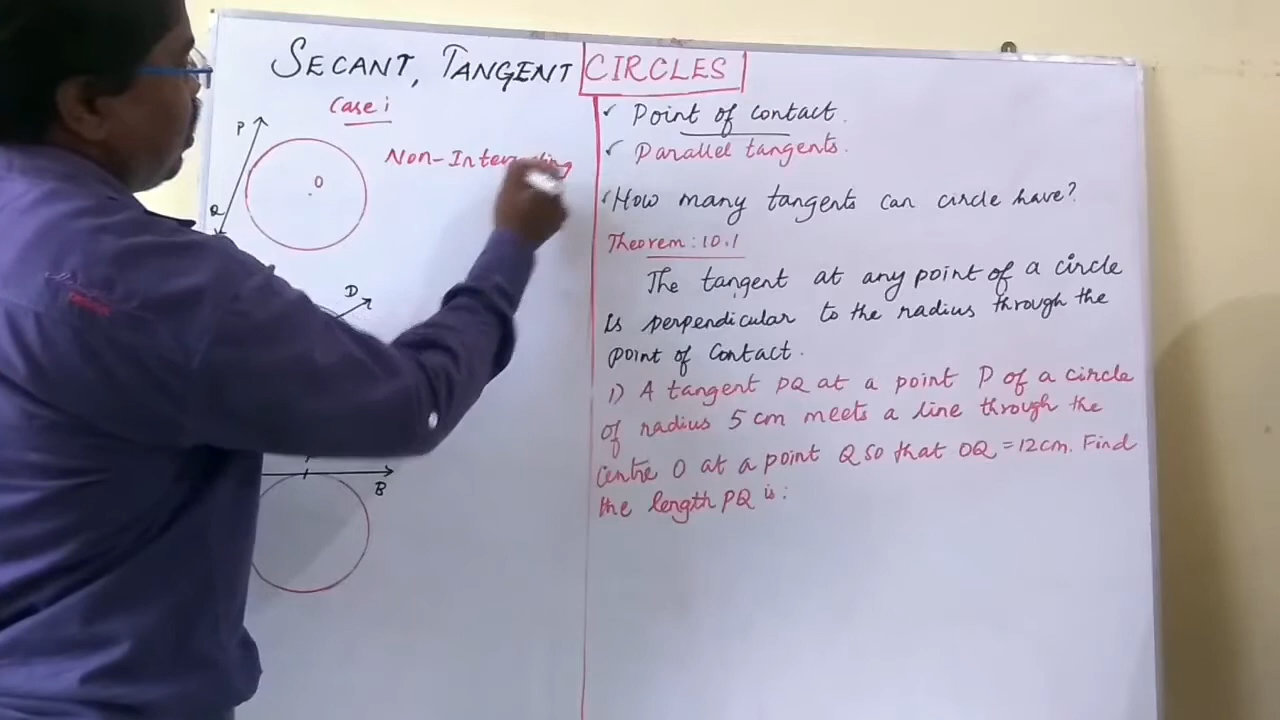 SECANT, TANGENT CIRCLES
Case i
P
Q
O
Non-Intersecting
D
B
✓ Point of contact.
✓ Parallel tangents.
✓ How many tangents can circle have?
Theorem: 10.1
The tangent at any point of a circle
is perpendicular to the radius through the
point of contact.
1) A tangent PQ at a point P of a circle
of radius 5 cm meets a line through the
centre O at a point Q so that OQ = 12cm. Find
the length PQ is: